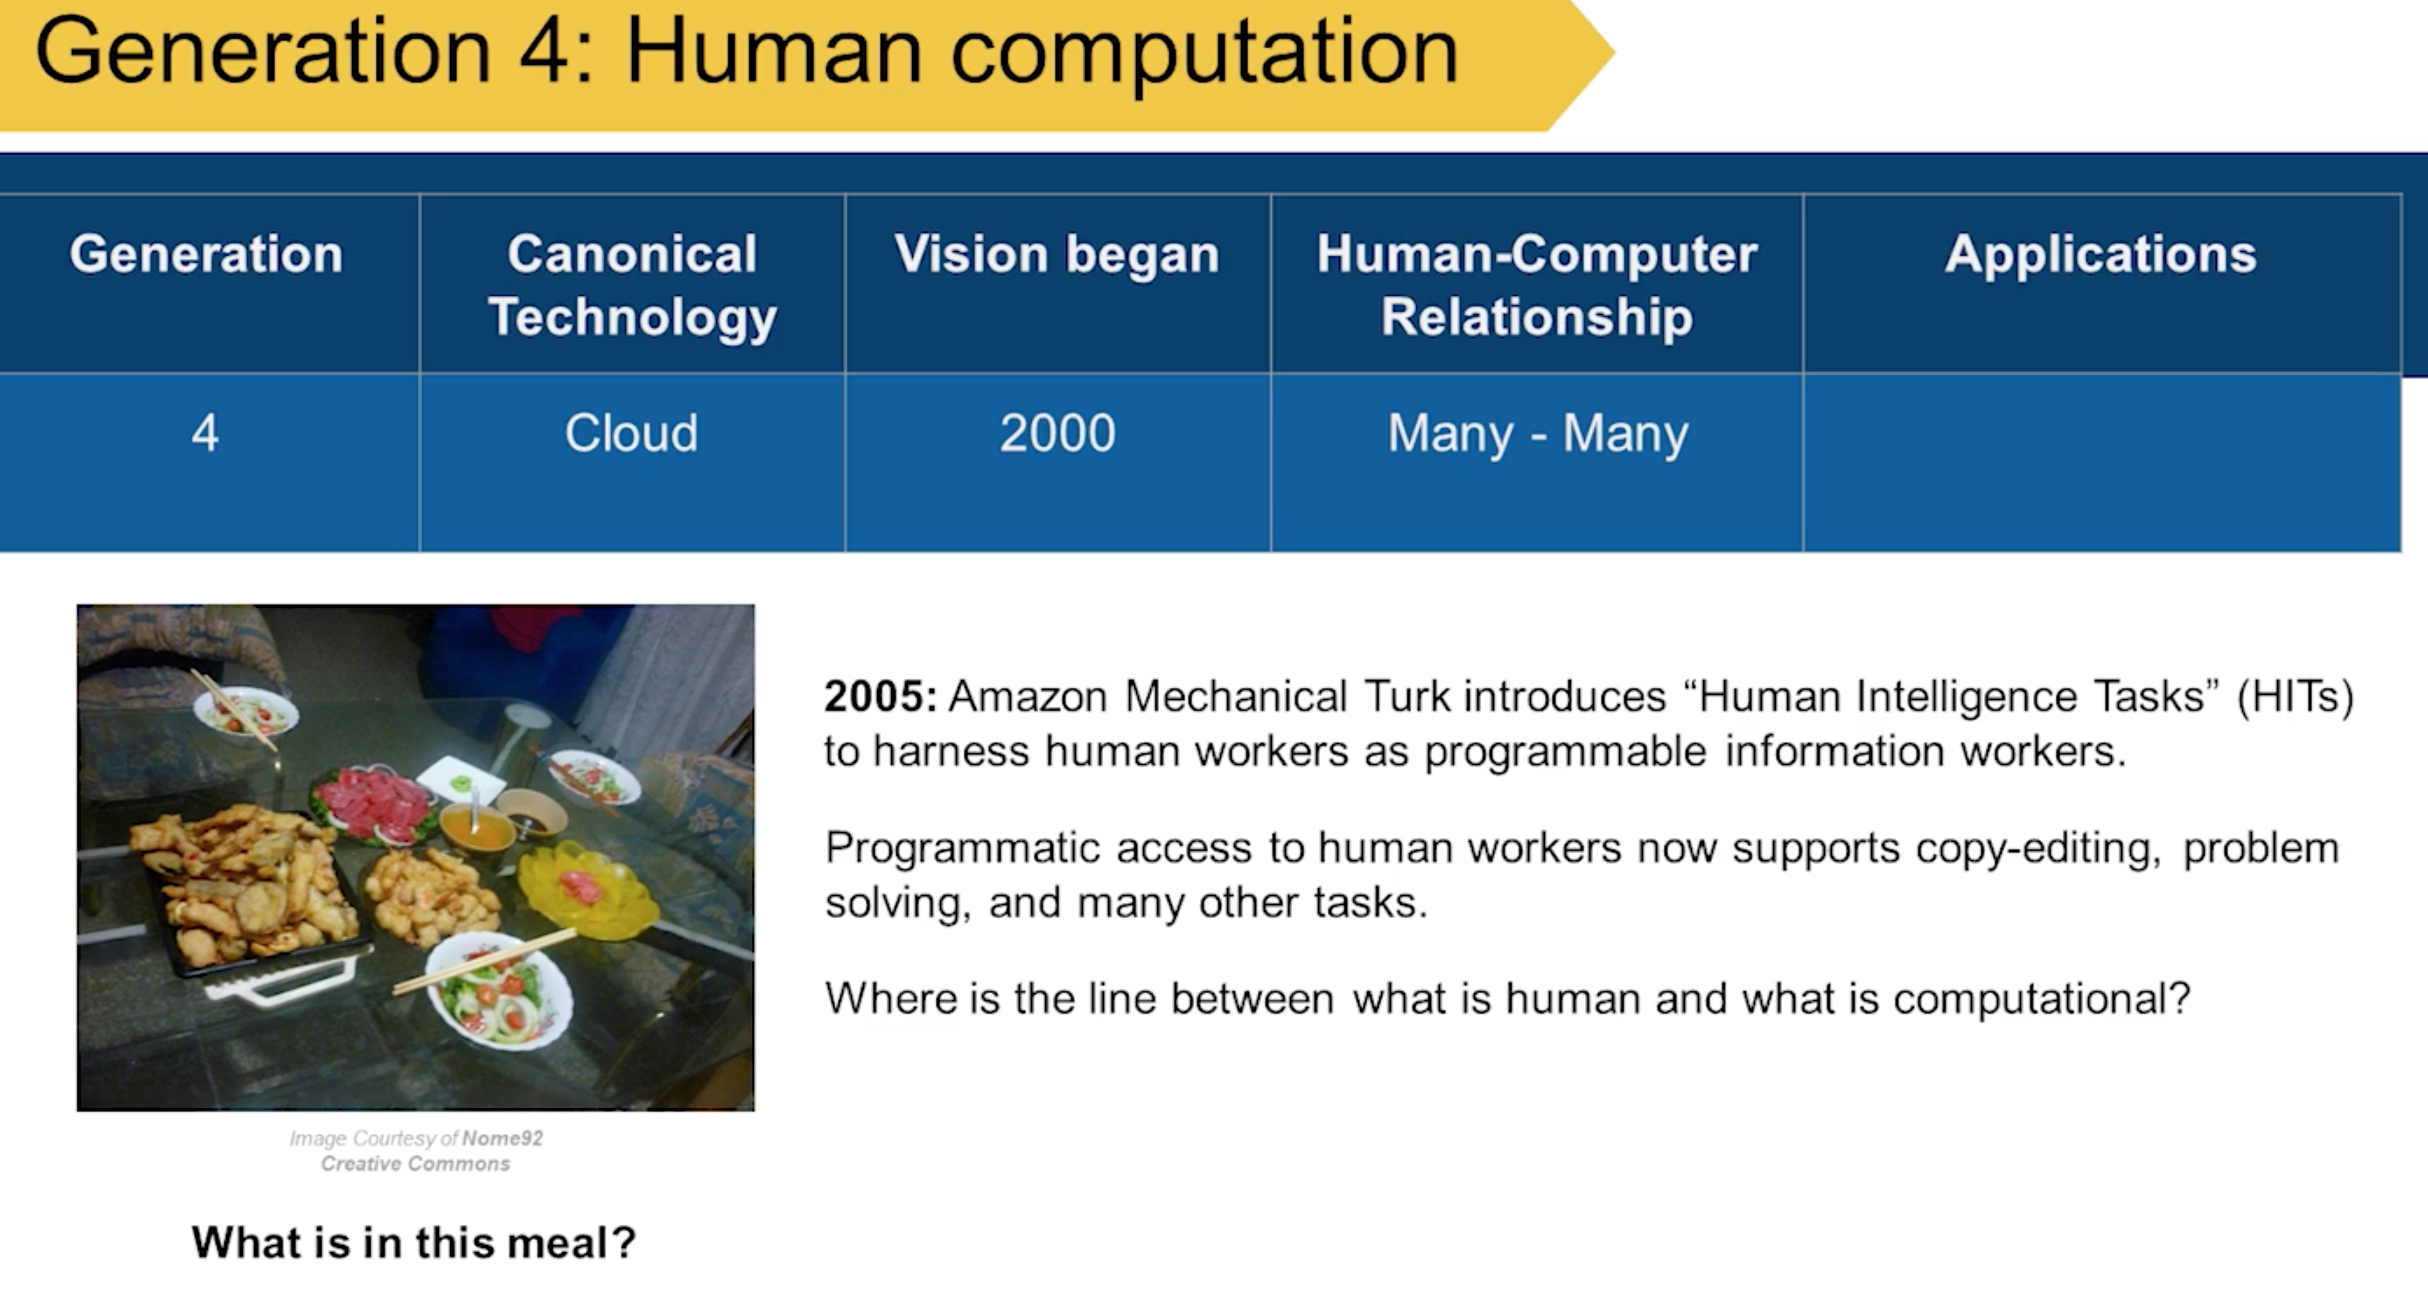 Generation 4: Human computation
Generation
Canonical
Technology
Vision began
Human-Computer
Relationship
Applications
4
Cloud
2000
Many - Many
2005: Amazon Mechanical Turk introduces “Human Intelligence Tasks” (HITs)
to harness human workers as programmable information workers.
Programmatic access to human workers now supports copy-editing, problem
solving, and many other tasks.
Where is the line between what is human and what is computational?
Image Courtesy of Nome92
Creative Commons
What is in this meal?